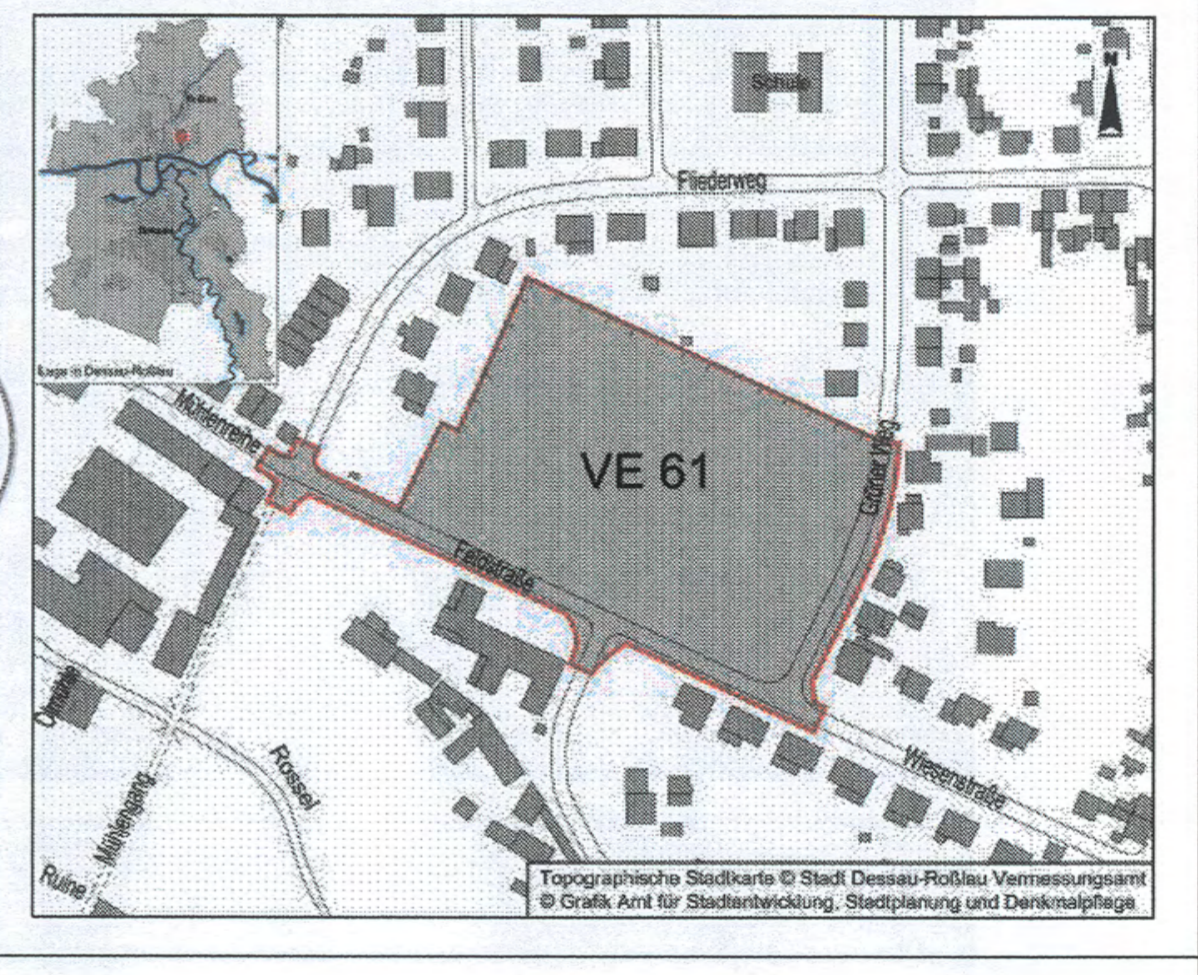 N
Schule
Fliederweg
Lage in Dessau-Roßlau
Mühlenreihe
VE 61
Grüner Weg
Feldstraße
Rossel
Mühlengang
Wiesenstraße
Ruine
Topographische Stadtkarte © Stadt Dessau-Roßlau Vermessungsamt
© Grafik Amt für Stadtentwicklung, Stadtplanung und Denkmalpflege